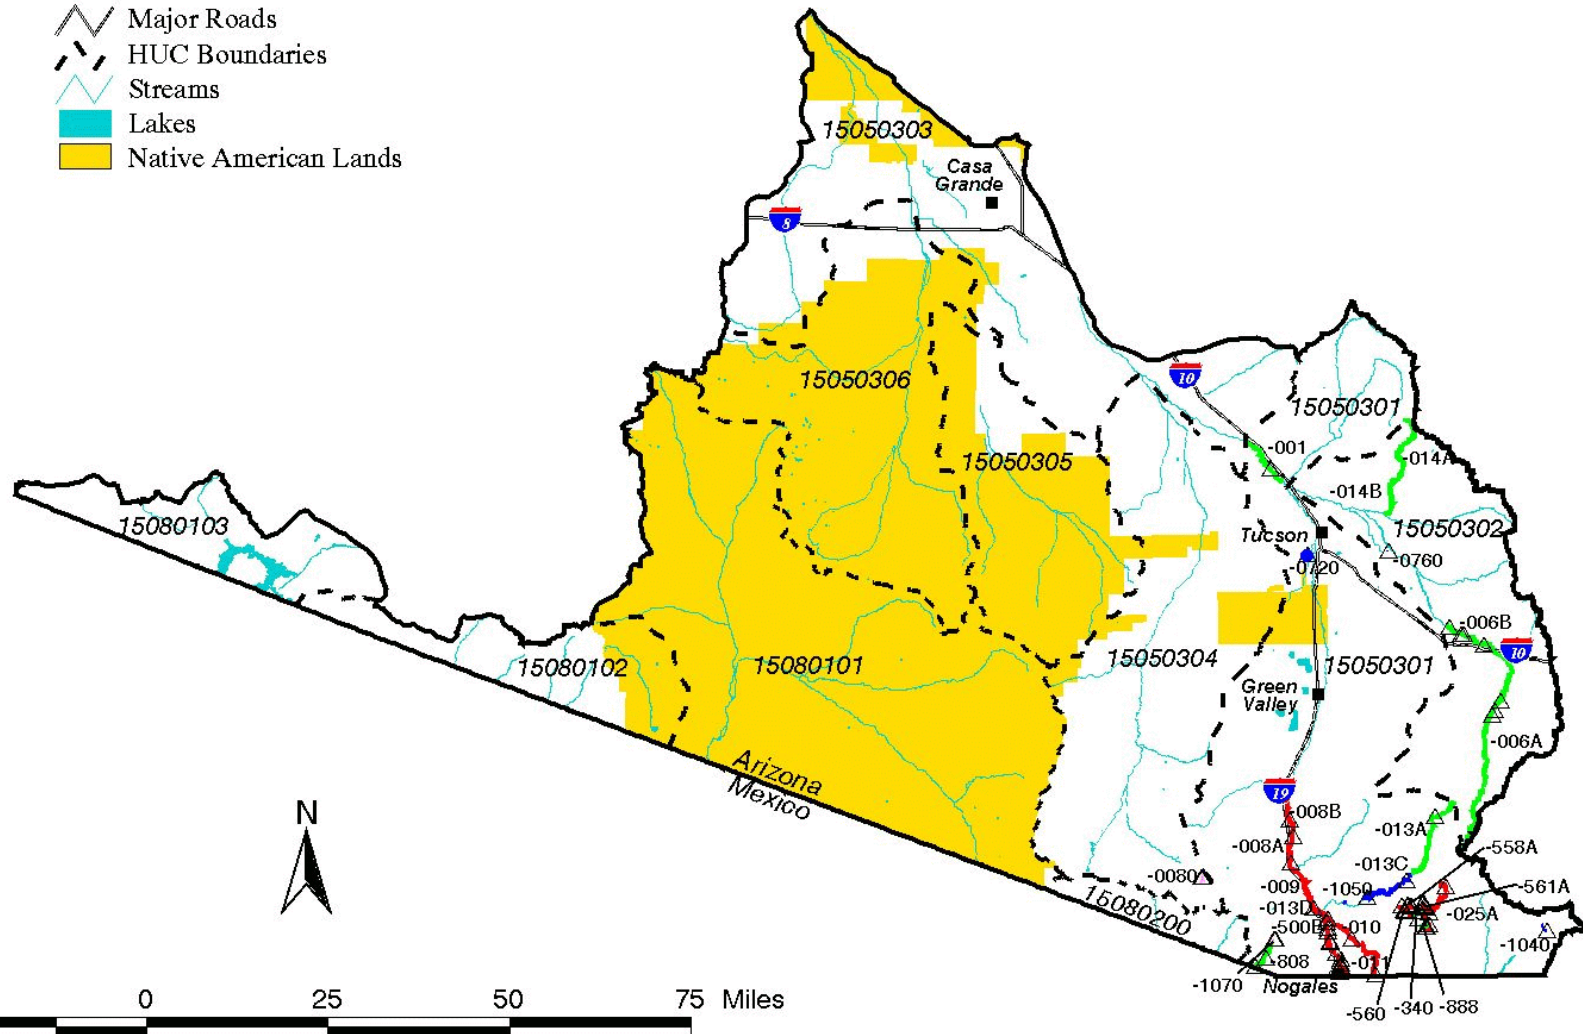 Major Roads
HUC Boundaries
Streams
Lakes
Native American Lands
15050303
Casa
Grande
8
15050306
10
15050301
-001
-014A
15050305
-014B
15050302
15080103
Tucson
-0760
-0720
-006B
10
15080102
15080101
15050304
15050301
Green
Valley
-006A
Arizona
Mexico
19
N
-008B
-013A
-008A
-558A
-013C
-0080
-009
-1050
-561A
15080200
-013D
-025A
-500B
-010
-1040
-808
-011
-1070
Nogales
-560
-340
-888
0 25 50 75 Miles